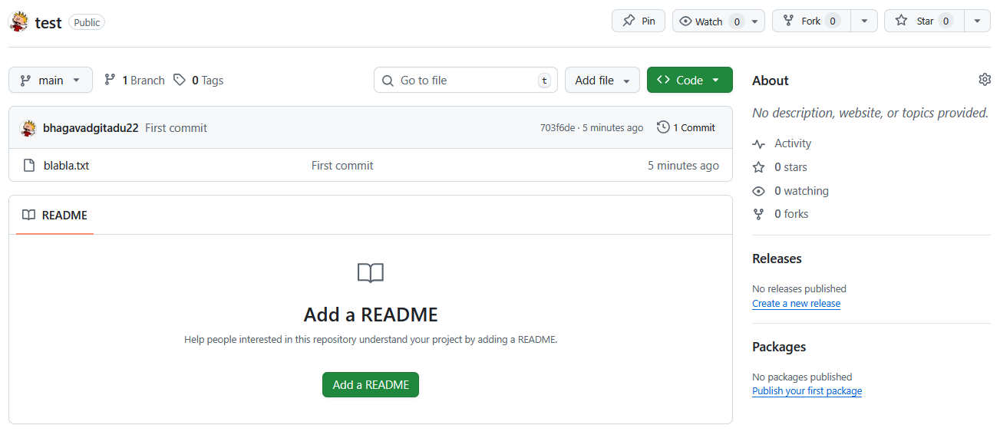 test Public Pin Watch 0 Fork 0 Star 0
main 1 Branch 0 Tags Go to file t Add file Code
bhagavadgitadu22 First commit 703f6de · 5 minutes ago 1 Commit
blabla.txt First commit 5 minutes ago
README
Add a README
Help people interested in this repository understand your project by adding a README.
Add a README
About
No description, website, or topics provided.
Activity
0 stars
0 watching
0 forks
Releases
No releases published
Create a new release
Packages
No packages published
Publish your first package